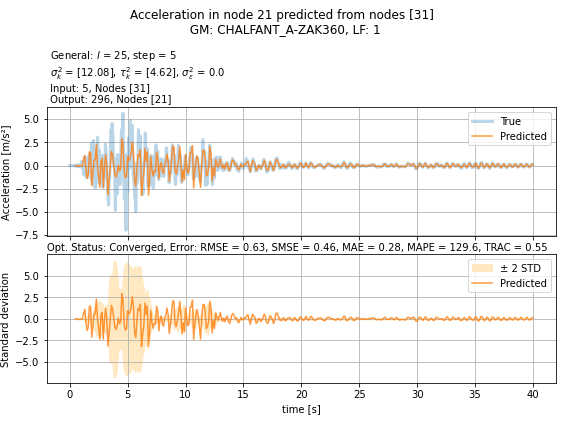 Acceleration in node 21 predicted from nodes [31]
GM: CHALFANT_A-ZAK360, LF: 1
General: l = 25, step = 5
σ²ₖ = [12.08], τ²ₖ = [4.62], σ²ε = 0.0
Input: 5, Nodes [31]
Output: 296, Nodes [21]
Acceleration [m/s²]
5.0
2.5
0.0
−2.5
−5.0
−7.5
True
Predicted
Opt. Status: Converged, Error: RMSE = 0.63, SMSE = 0.46, MAE = 0.28, MAPE = 129.6, TRAC = 0.55
Standard deviation
5.0
2.5
0.0
−2.5
−5.0
± 2 STD
Predicted
0 5 10 15 20 25 30 35 40
time [s]